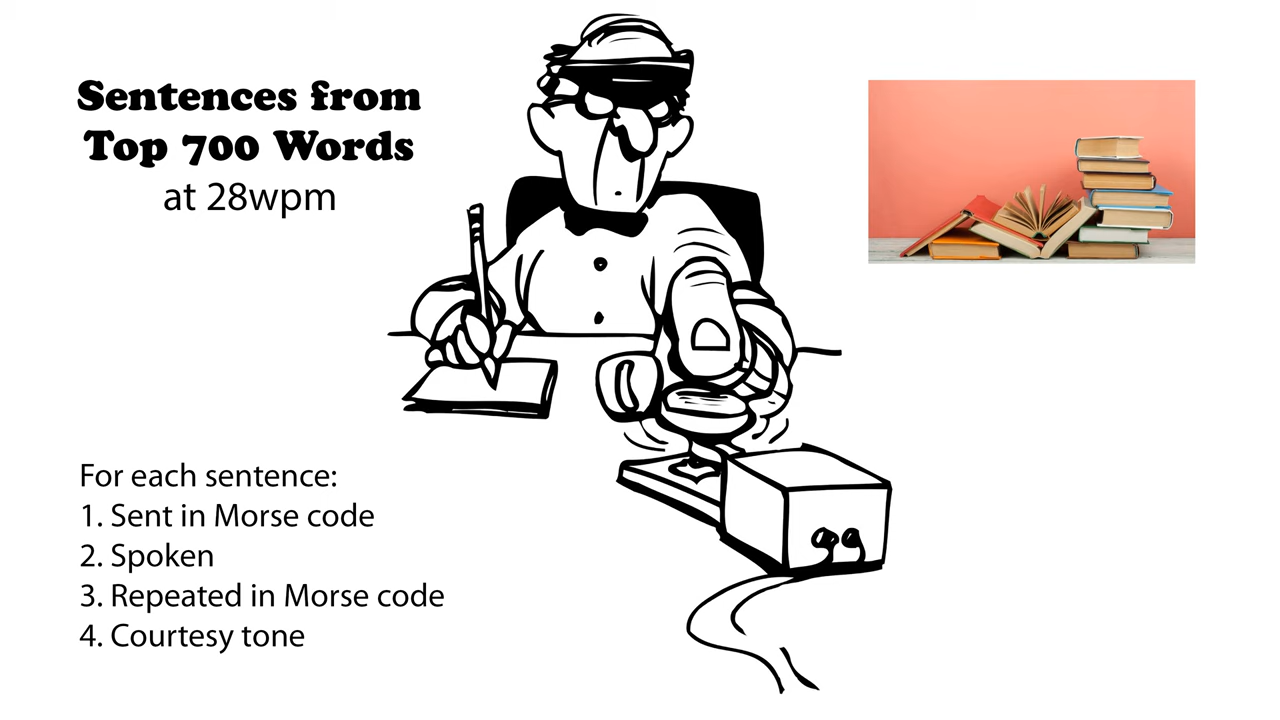 Sentences from
Top 700 Words
at 28wpm
For each sentence:
1. Sent in Morse code
2. Spoken
3. Repeated in Morse code
4. Courtesy tone